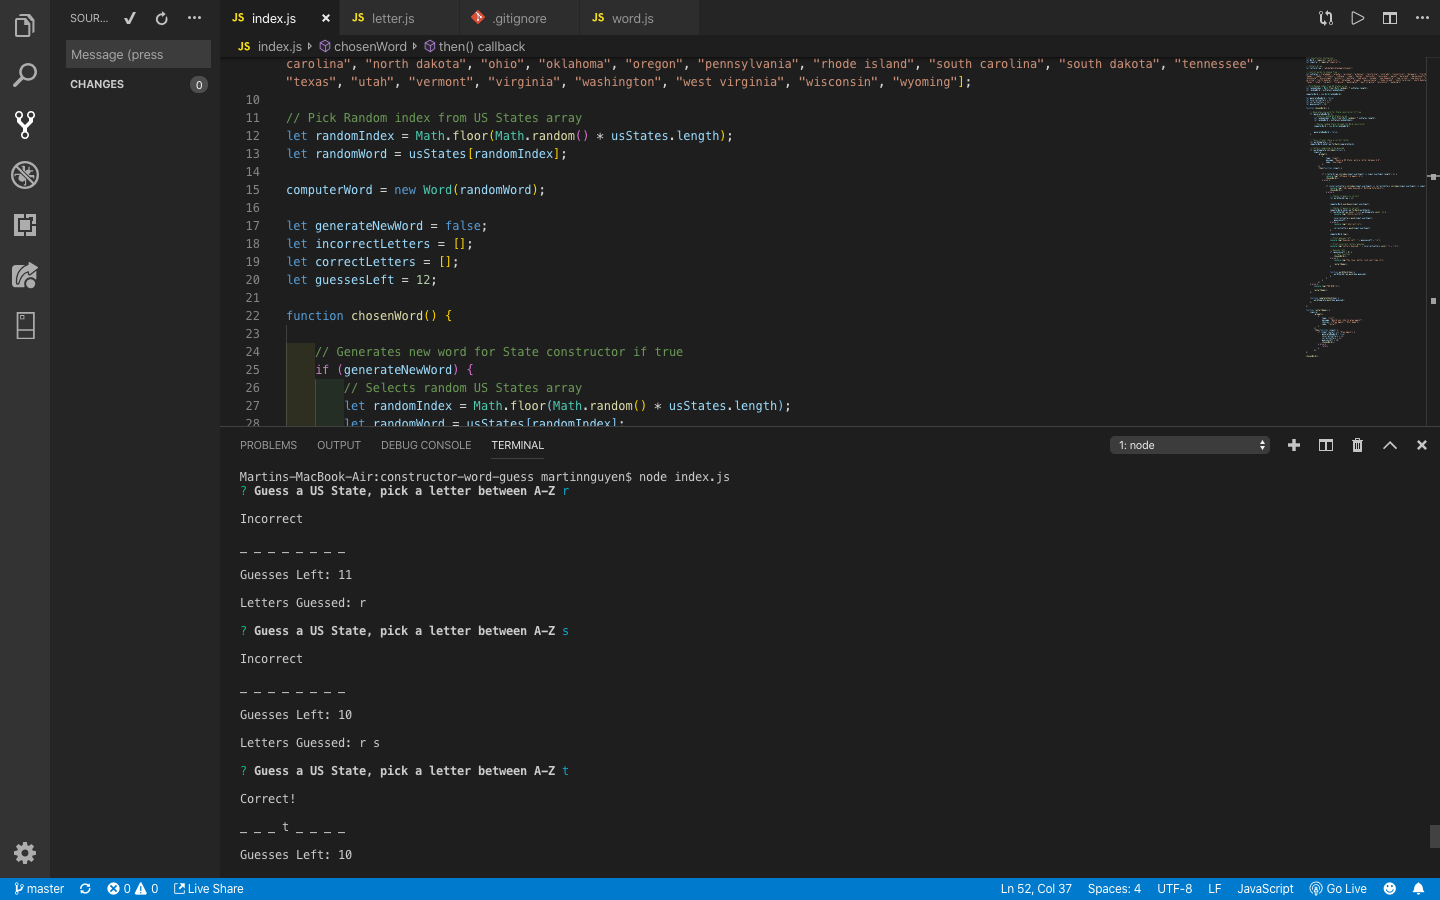 SOUR...
Message (press
CHANGES 0
JS index.js
JS letter.js
.gitignore
JS word.js
JS index.js chosenWord then() callback
carolina", "north dakota", "ohio", "oklahoma", "oregon", "pennsylvania", "rhode island", "south carolina", "south dakota", "tennessee",
"texas", "utah", "vermont", "virginia", "washington", "west virginia", "wisconsin", "wyoming"];
10
11 // Pick Random index from US States array
12 let randomIndex = Math.floor(Math.random() * usStates.length);
13 let randomWord = usStates[randomIndex];
14
15 computerWord = new Word(randomWord);
16
17 let generateNewWord = false;
18 let incorrectLetters = [];
19 let correctLetters = [];
20 let guessesLeft = 12;
21
22 function chosenWord() {
23
24 // Generates new word for State constructor if true
25 if (generateNewWord) {
26 // Selects random US States array
27 let randomIndex = Math.floor(Math.random() * usStates.length);
28 let randomWord = usStates[randomIndex];
PROBLEMS OUTPUT DEBUG CONSOLE TERMINAL 1: node
Martins-MacBook-Air:constructor-word-guess martinnguyen$ node index.js
? Guess a US State, pick a letter between A-Z r
Incorrect
_ _ _ _ _ _ _ _
Guesses Left: 11
Letters Guessed: r
? Guess a US State, pick a letter between A-Z s
Incorrect
_ _ _ _ _ _ _ _
Guesses Left: 10
Letters Guessed: r s
? Guess a US State, pick a letter between A-Z t
Correct!
_ _ _ t _ _ _ _
Guesses Left: 10
master 0 0 Live Share Ln 52, Col 37 Spaces: 4 UTF-8 LF JavaScript Go Live